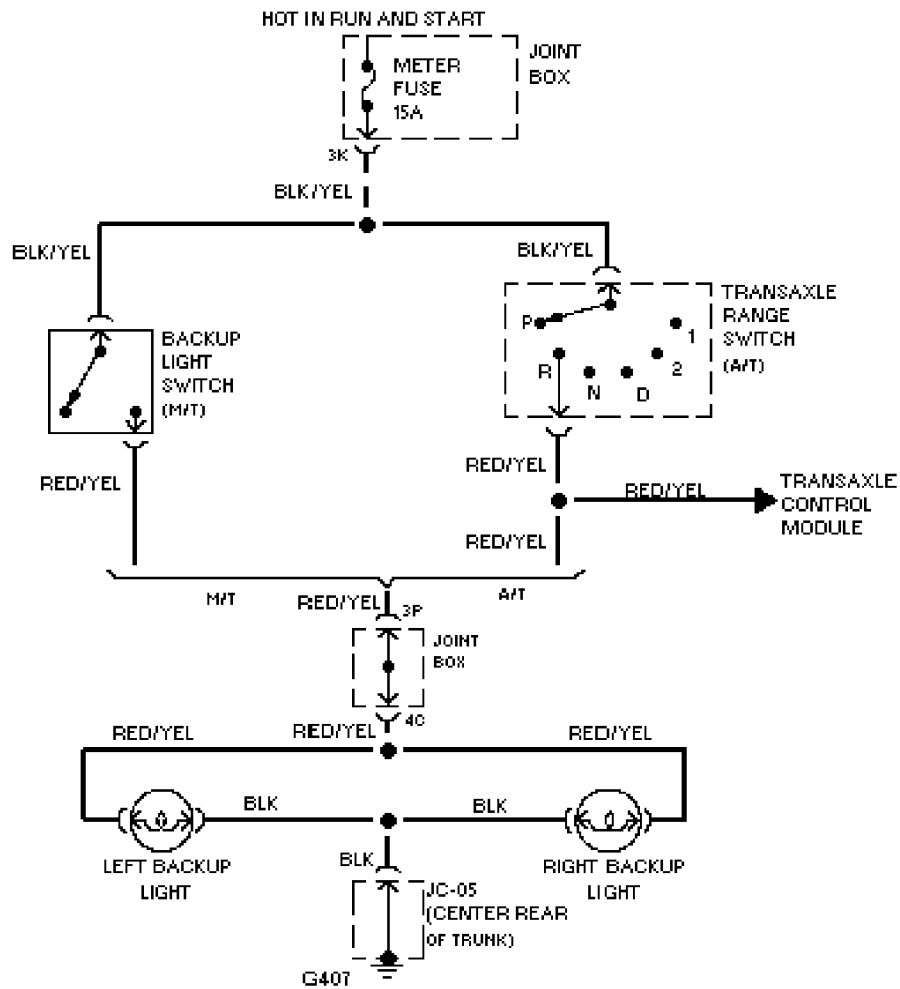 HOT IN RUN AND START
METER
FUSE
15A
JOINT
BOX
3K
BLK/YEL
BLK/YEL
BLK/YEL
BACKUP
LIGHT
SWITCH
(M/T)
P
R
N
D
2
1
TRANSAXLE
RANGE
SWITCH
(A/T)
RED/YEL
RED/YEL
RED/YEL
TRANSAXLE
CONTROL
MODULE
RED/YEL
M/T
RED/YEL
A/T
3P
JOINT
BOX
4C
RED/YEL
RED/YEL
RED/YEL
BLK
BLK
LEFT BACKUP
LIGHT
RIGHT BACKUP
LIGHT
BLK
JC-05
(CENTER REAR
OF TRUNK)
G407